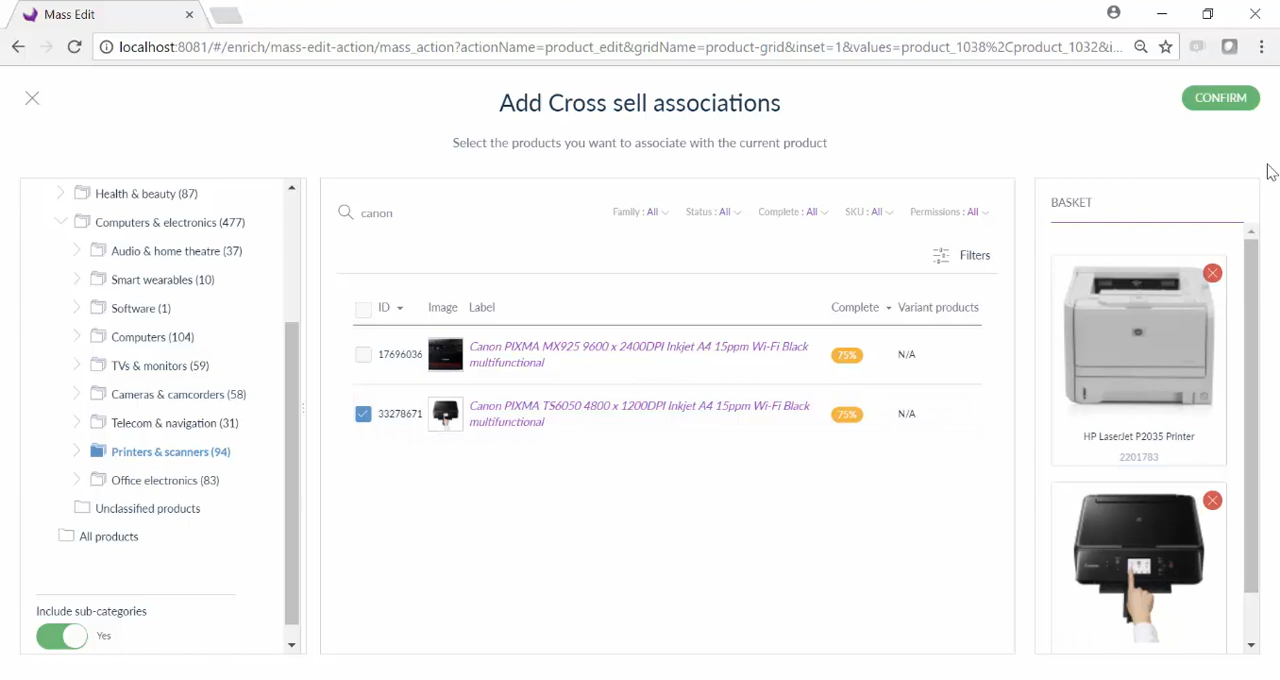 Mass Edit
localhost:8081/#/enrich/mass-edit-action/mass_action?actionName=product_edit&gridName=product-grid&inset=1&values=product_1038%2Cproduct_1032&i...
Add Cross sell associations
CONFIRM
Select the products you want to associate with the current product
Health & beauty (87)
Computers & electronics (477)
Audio & home theatre (37)
Smart wearables (10)
Software (1)
Computers (104)
TVs & monitors (59)
Cameras & camcorders (58)
Telecom & navigation (31)
Printers & scanners (94)
Office electronics (83)
Unclassified products
All products
Include sub-categories
Yes
canon
Family : All Status : All Complete : All SKU : All Permissions : All
Filters
ID Image Label Complete Variant products
17696036 Canon PIXMA MX925 9600 x 2400DPI Inkjet A4 15ppm Wi-Fi Black 75% N/A
multifunctional
33278671 Canon PIXMA TS6050 4800 x 1200DPI Inkjet A4 15ppm Wi-Fi Black 75% N/A
multifunctional
BASKET
HP LaserJet P2035 Printer
2201783